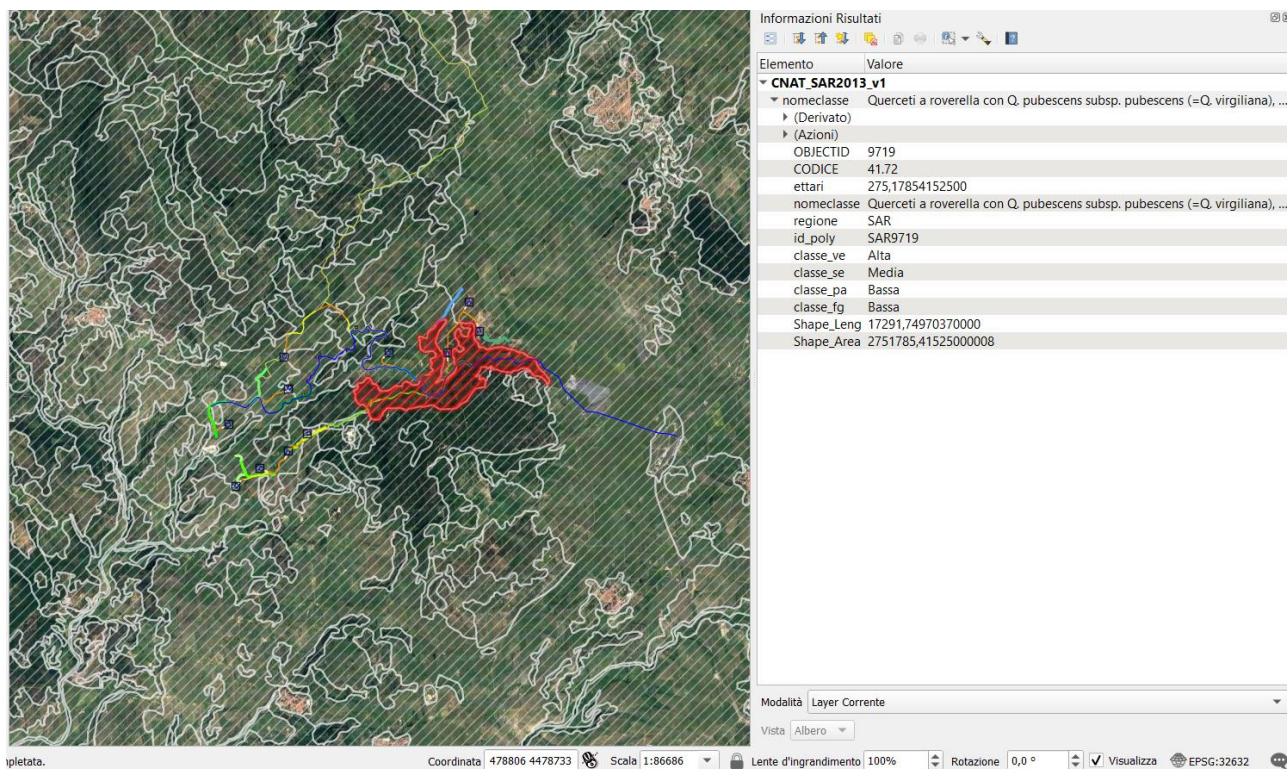 Informazioni Risultati
Elemento Valore
CNAT_SAR2013_v1
nomeclasse Querceti a roverella con Q. pubescens subsp. pubescens (=Q. virgiliana), ...
(Derivato)
(Azioni)
OBJECTID 9719
CODICE 41.72
ettari 275,17854152500
nomeclasse Querceti a roverella con Q. pubescens subsp. pubescens (=Q. virgiliana), ...
regione SAR
id_poly SAR9719
classe_ve Alta
classe_se Media
classe_pa Bassa
classe_fg Bassa
Shape_Leng 17291,74970370000
Shape_Area 2751785,41525000008
Modalità Layer Corrente
Vista Albero
npletata. Coordinata 478806 4478733 Scala 1:86686 Lente d'ingrandimento 100% Rotazione 0,0 ° Visualizza EPSG:32632